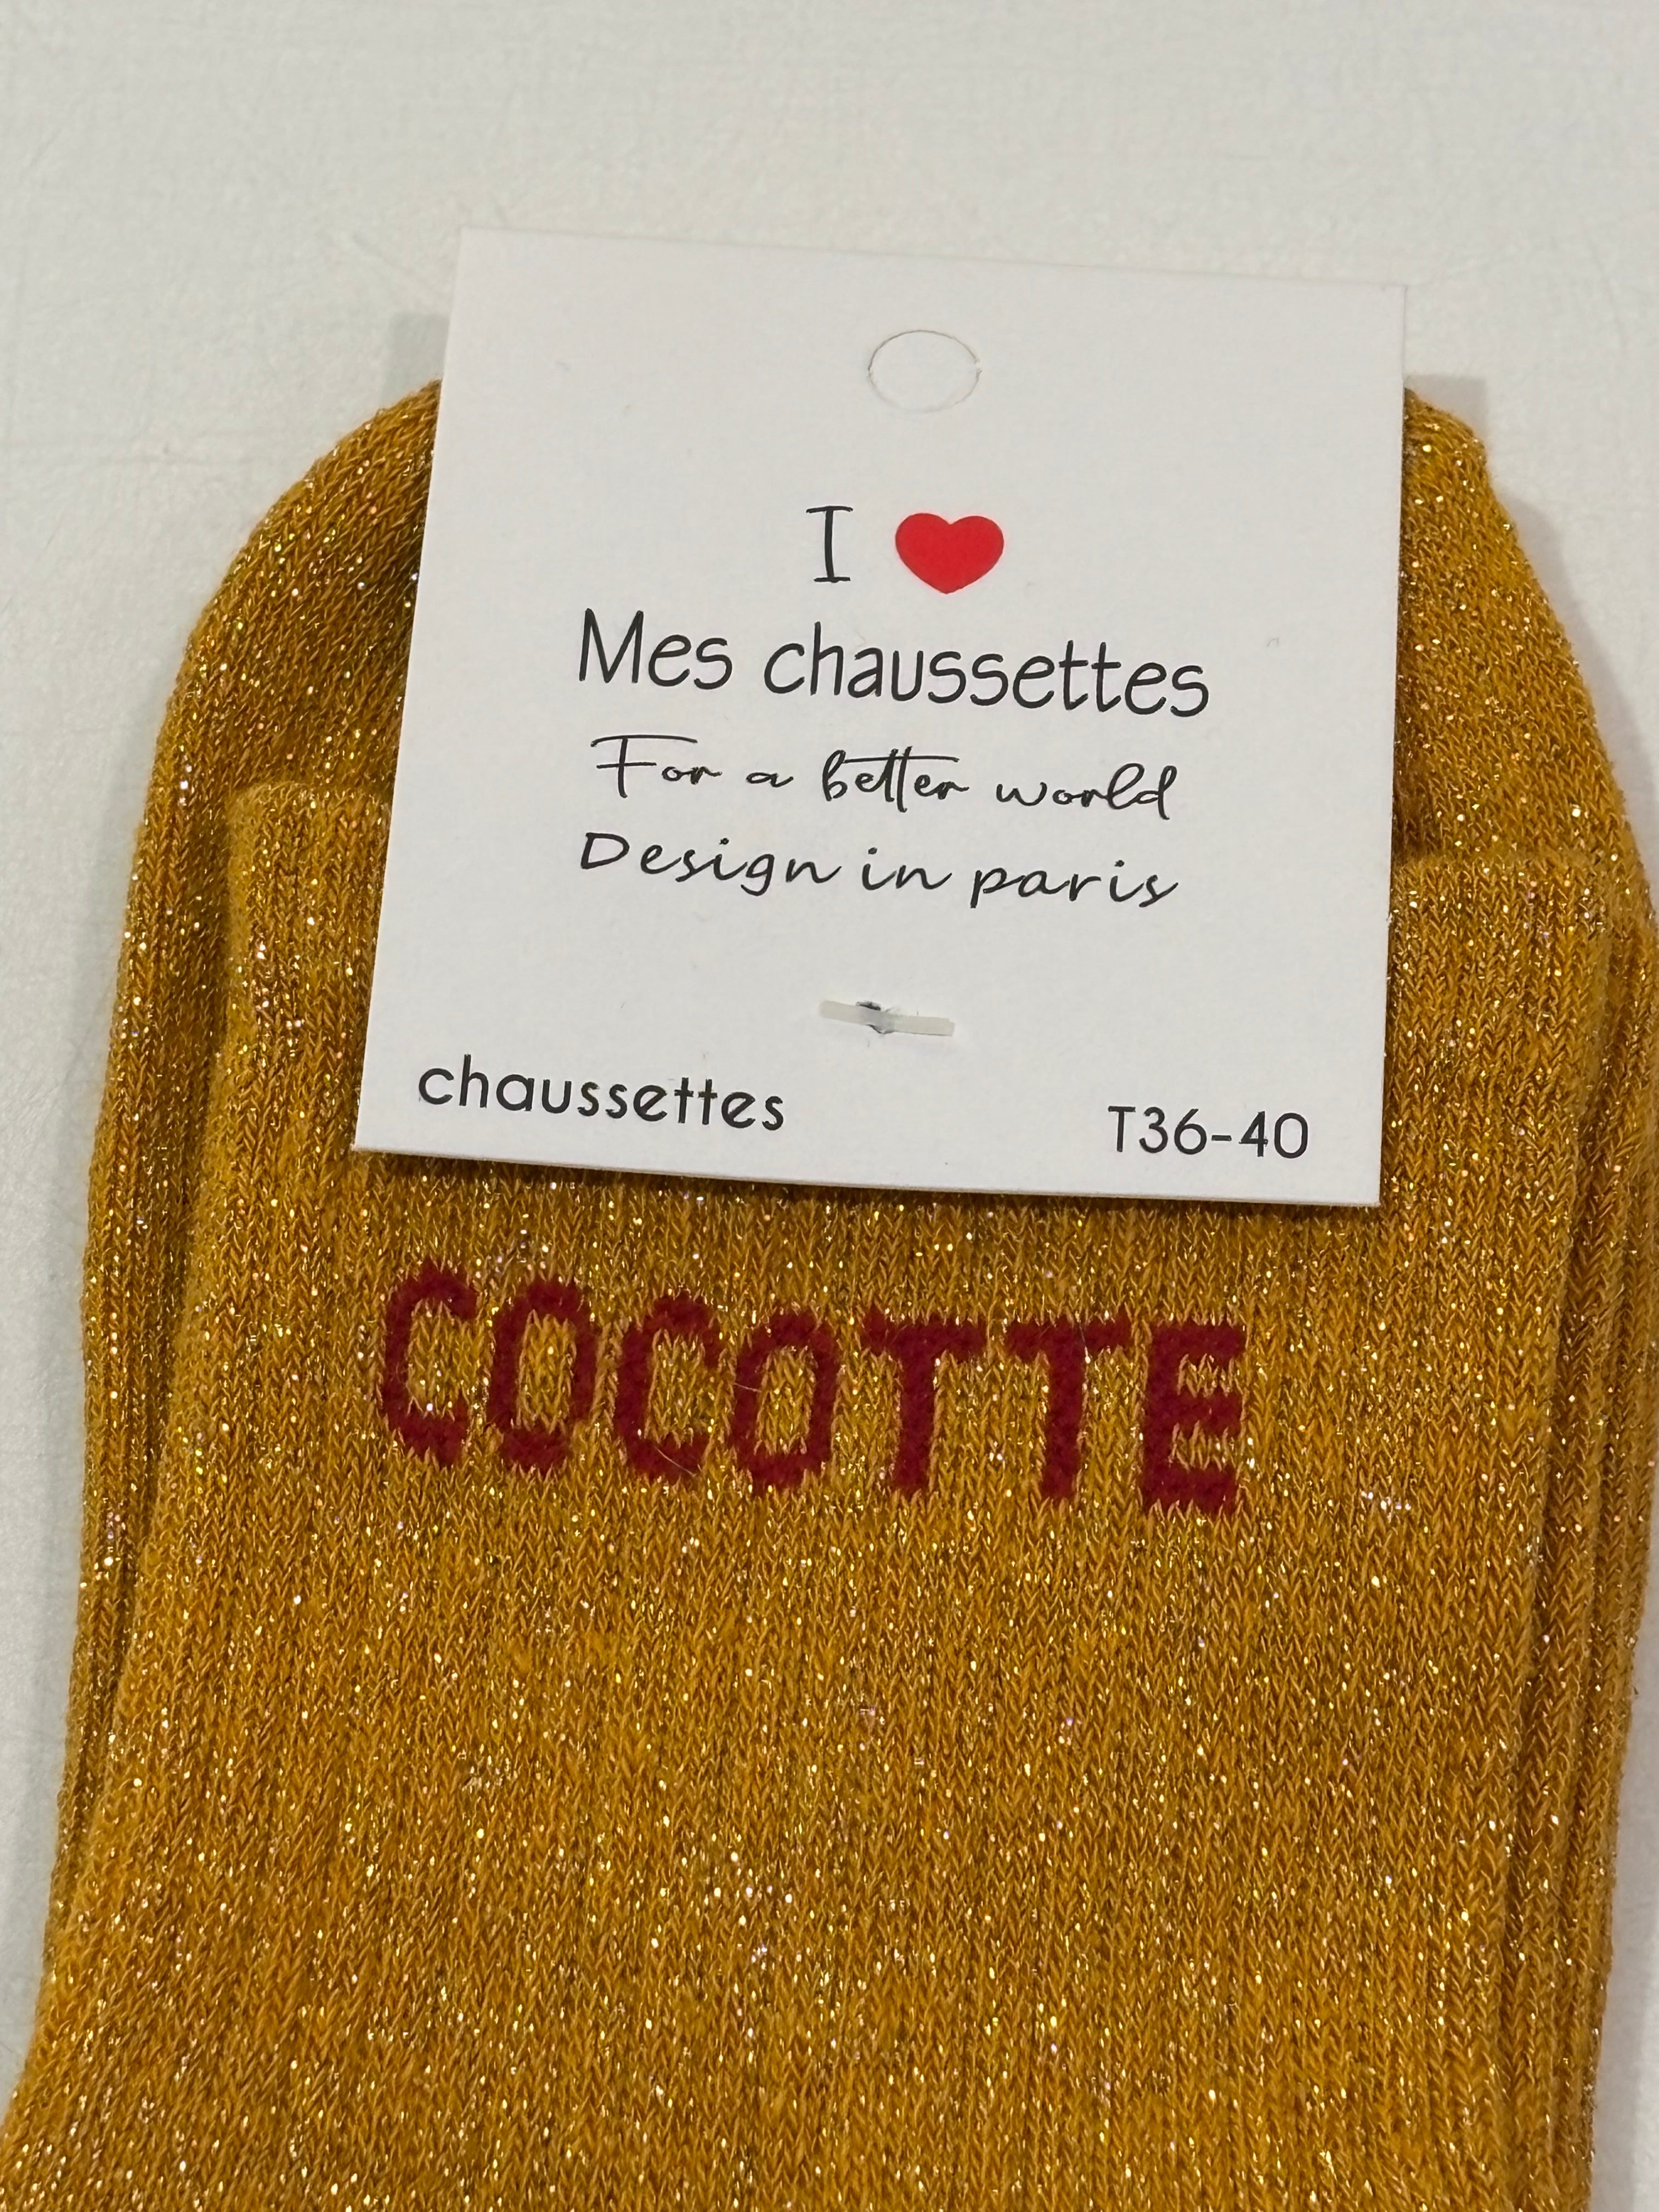 I ❤
Mes chaussettes
For a better world
Design in paris
chaussettes T36-40
COCOTTE